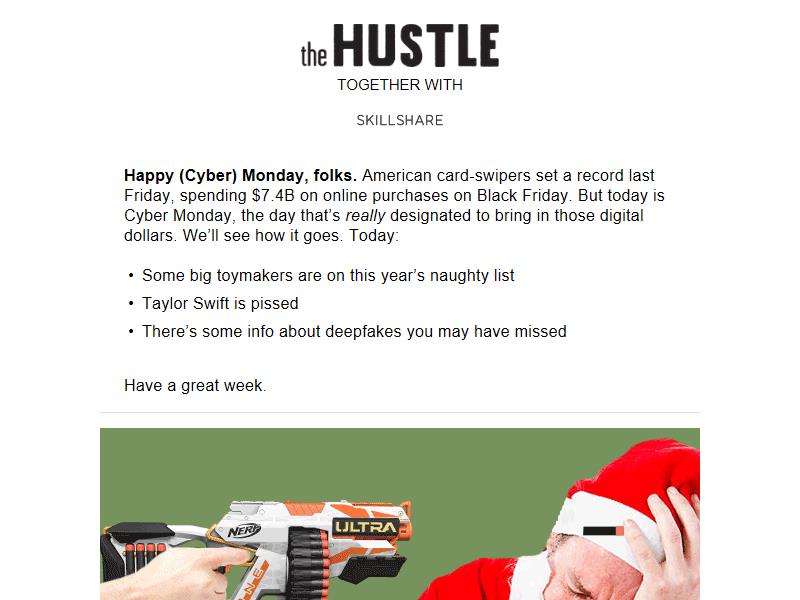 the HUSTLE
TOGETHER WITH
SKILLSHARE
Happy (Cyber) Monday, folks. American card-swipers set a record last
Friday, spending $7.4B on online purchases on Black Friday. But today is
Cyber Monday, the day that’s really designated to bring in those digital
dollars. We’ll see how it goes. Today:
• Some big toymakers are on this year’s naughty list
• Taylor Swift is pissed
• There’s some info about deepfakes you may have missed
Have a great week.
NERF
ULTRA